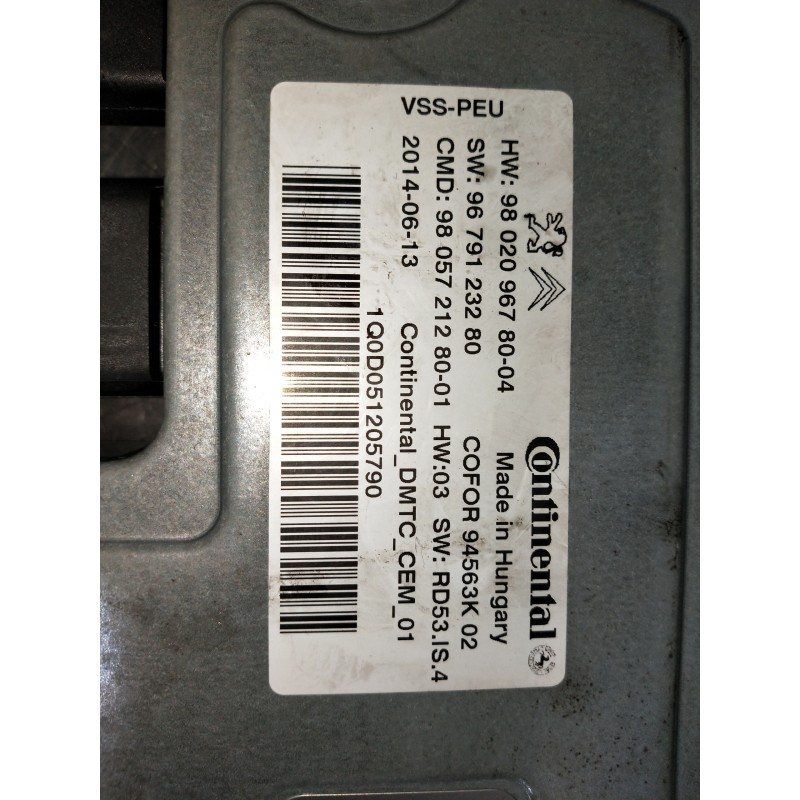 VSS-PEU
Continental
HW: 98 020 967 80-04 Made in Hungary
SW: 96 791 232 80 COFOR 94563K 02
CMD: 98 057 212 80-01 HW:03 SW: RD53.IS.4
2014-06-13 Continental_DMTC_CEM_01
1Q0D051205790